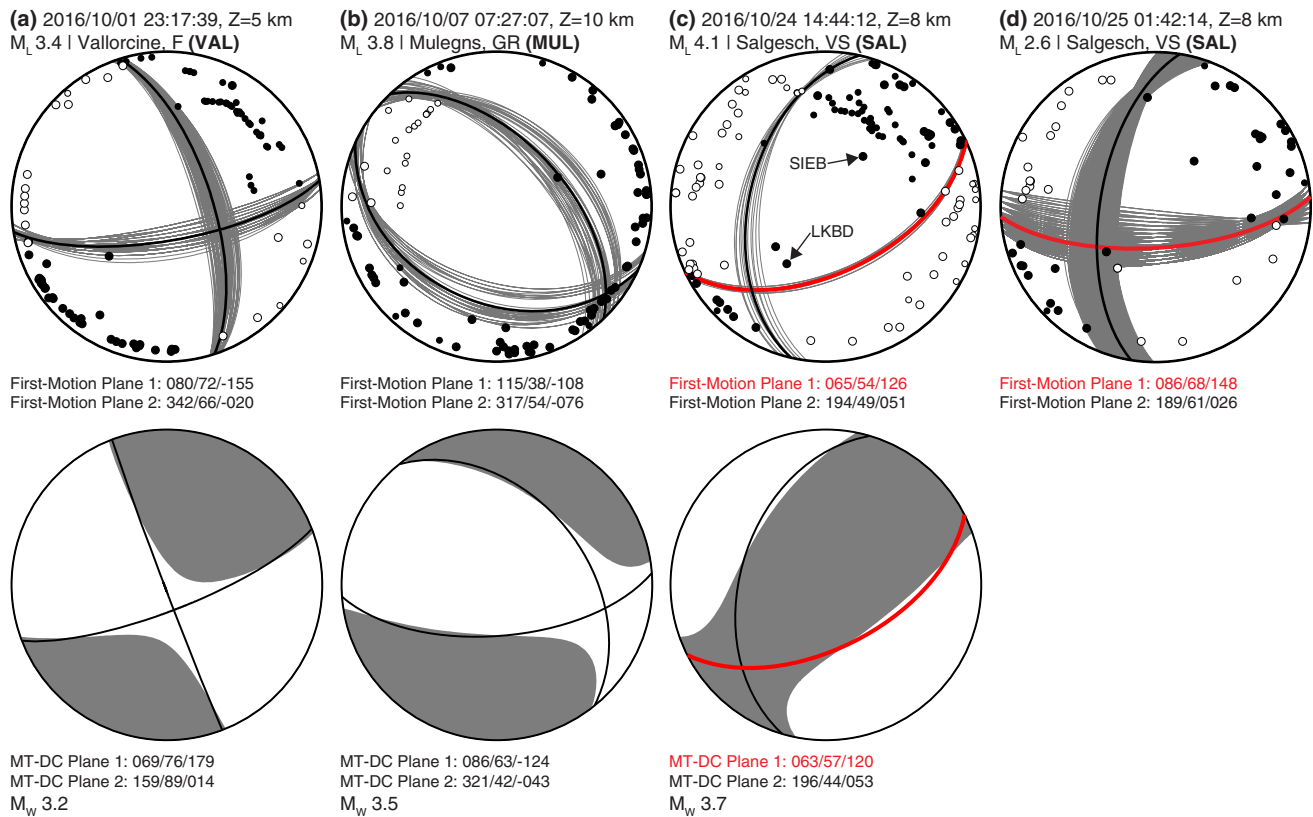 (a) 2016/10/01 23:17:39, Z=5 km
M_L 3.4 | Vallorcine, F (VAL)
(b) 2016/10/07 07:27:07, Z=10 km
M_L 3.8 | Mulegns, GR (MUL)
(c) 2016/10/24 14:44:12, Z=8 km
M_L 4.1 | Salgesch, VS (SAL)
(d) 2016/10/25 01:42:14, Z=8 km
M_L 2.6 | Salgesch, VS (SAL)
SIEB
LKBD
First-Motion Plane 1: 080/72/-155
First-Motion Plane 2: 342/66/-020
First-Motion Plane 1: 115/38/-108
First-Motion Plane 2: 317/54/-076
First-Motion Plane 1: 065/54/126
First-Motion Plane 2: 194/49/051
First-Motion Plane 1: 086/68/148
First-Motion Plane 2: 189/61/026
MT-DC Plane 1: 069/76/179
MT-DC Plane 2: 159/89/014
M_W 3.2
MT-DC Plane 1: 086/63/-124
MT-DC Plane 2: 321/42/-043
M_W 3.5
MT-DC Plane 1: 063/57/120
MT-DC Plane 2: 196/44/053
M_W 3.7